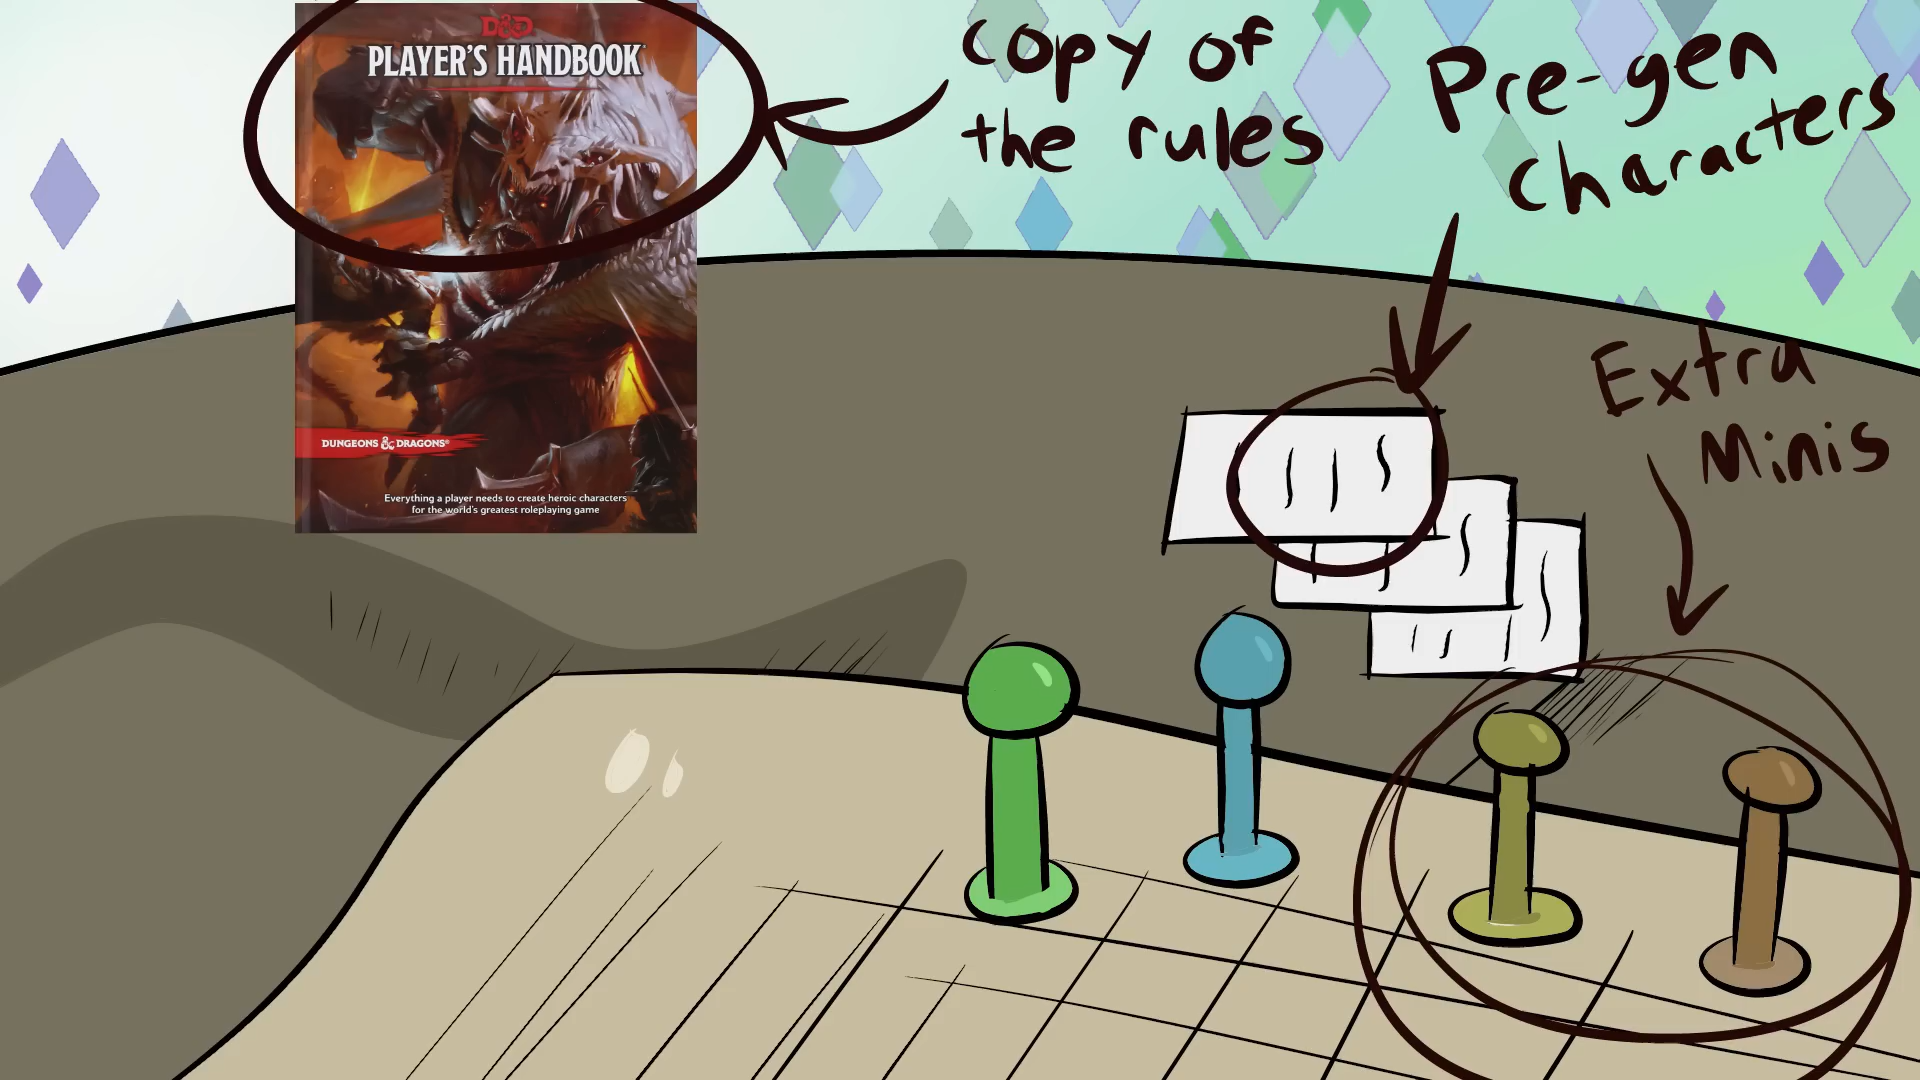 D&D
PLAYER'S HANDBOOK
DUNGEONS & DRAGONS®
Everything a player needs to create heroic characters
for the world's greatest roleplaying game
Copy of
the rules
Pre-gen
Characters
Extra
Minis